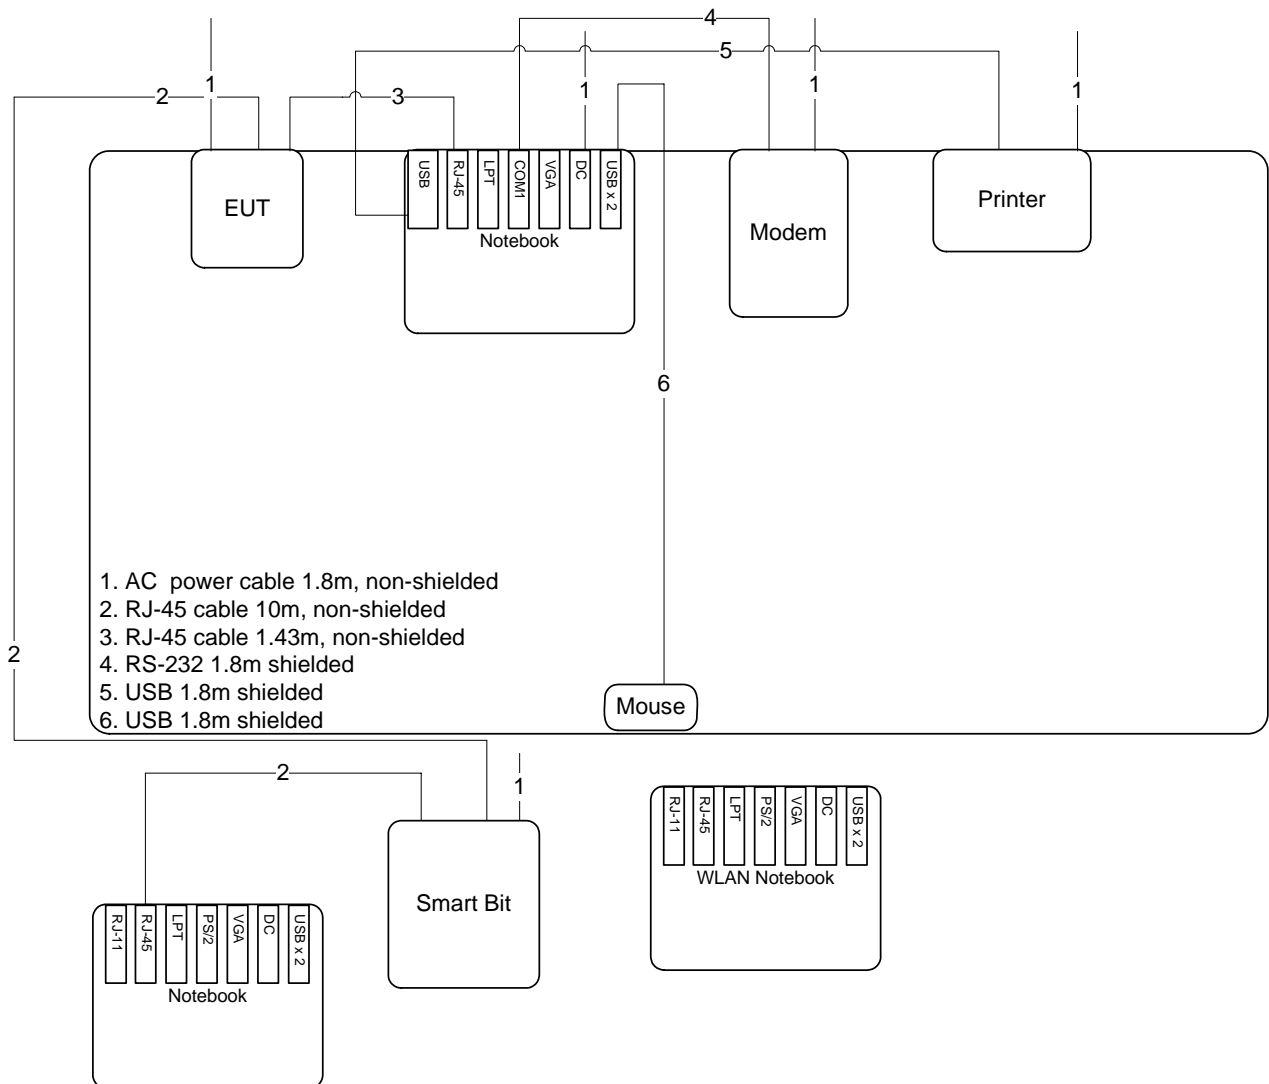 4
5
1
2
3
1
1
1
EUT
USB
RJ-45
LPT
COM1
VGA
DC
USB x 2
Notebook
Modem
Printer
6
1. AC  power cable 1.8m, non-shielded
2. RJ-45 cable 10m, non-shielded
3. RJ-45 cable 1.43m, non-shielded
4. RS-232 1.8m shielded
5. USB 1.8m shielded
6. USB 1.8m shielded
2
Mouse
2
1
Smart Bit
RJ-11
RJ-45
LPT
PS/2
VGA
DC
USB x 2
WLAN Notebook
RJ-11
RJ-45
LPT
PS/2
VGA
DC
USB x 2
Notebook